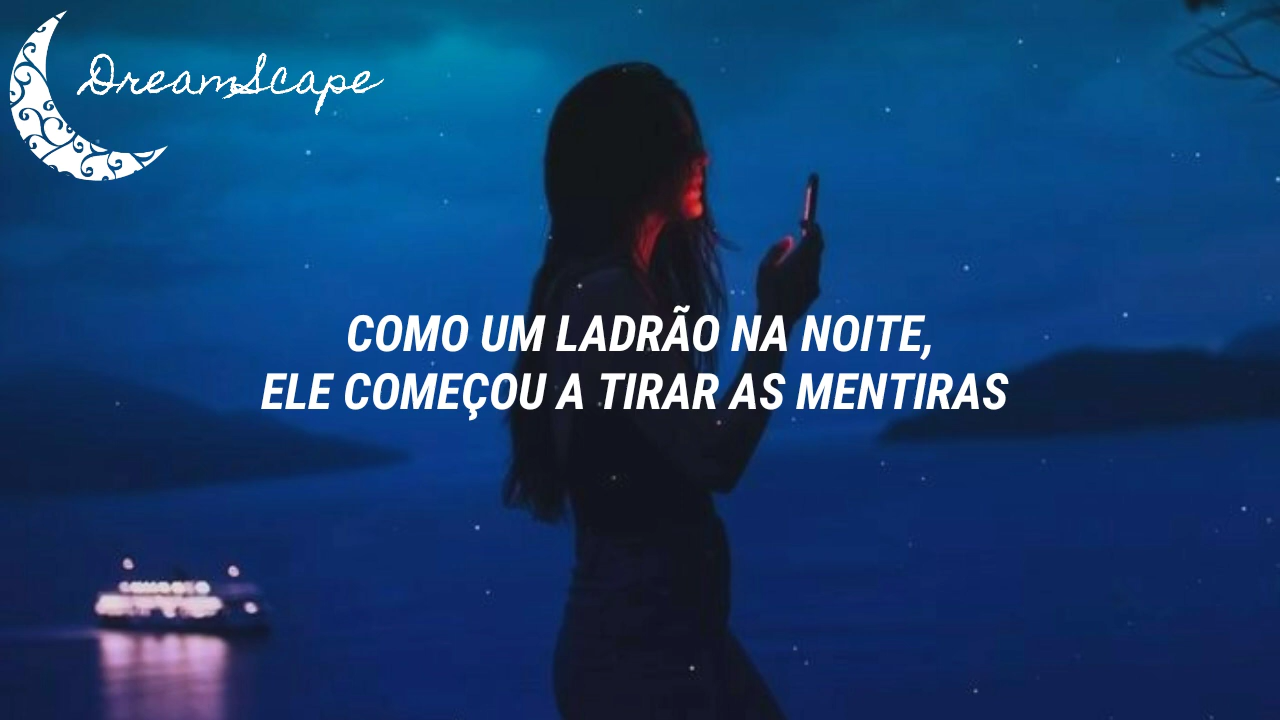 DreamScape
COMO UM LADRÃO NA NOITE,
ELE COMEÇOU A TIRAR AS MENTIRAS